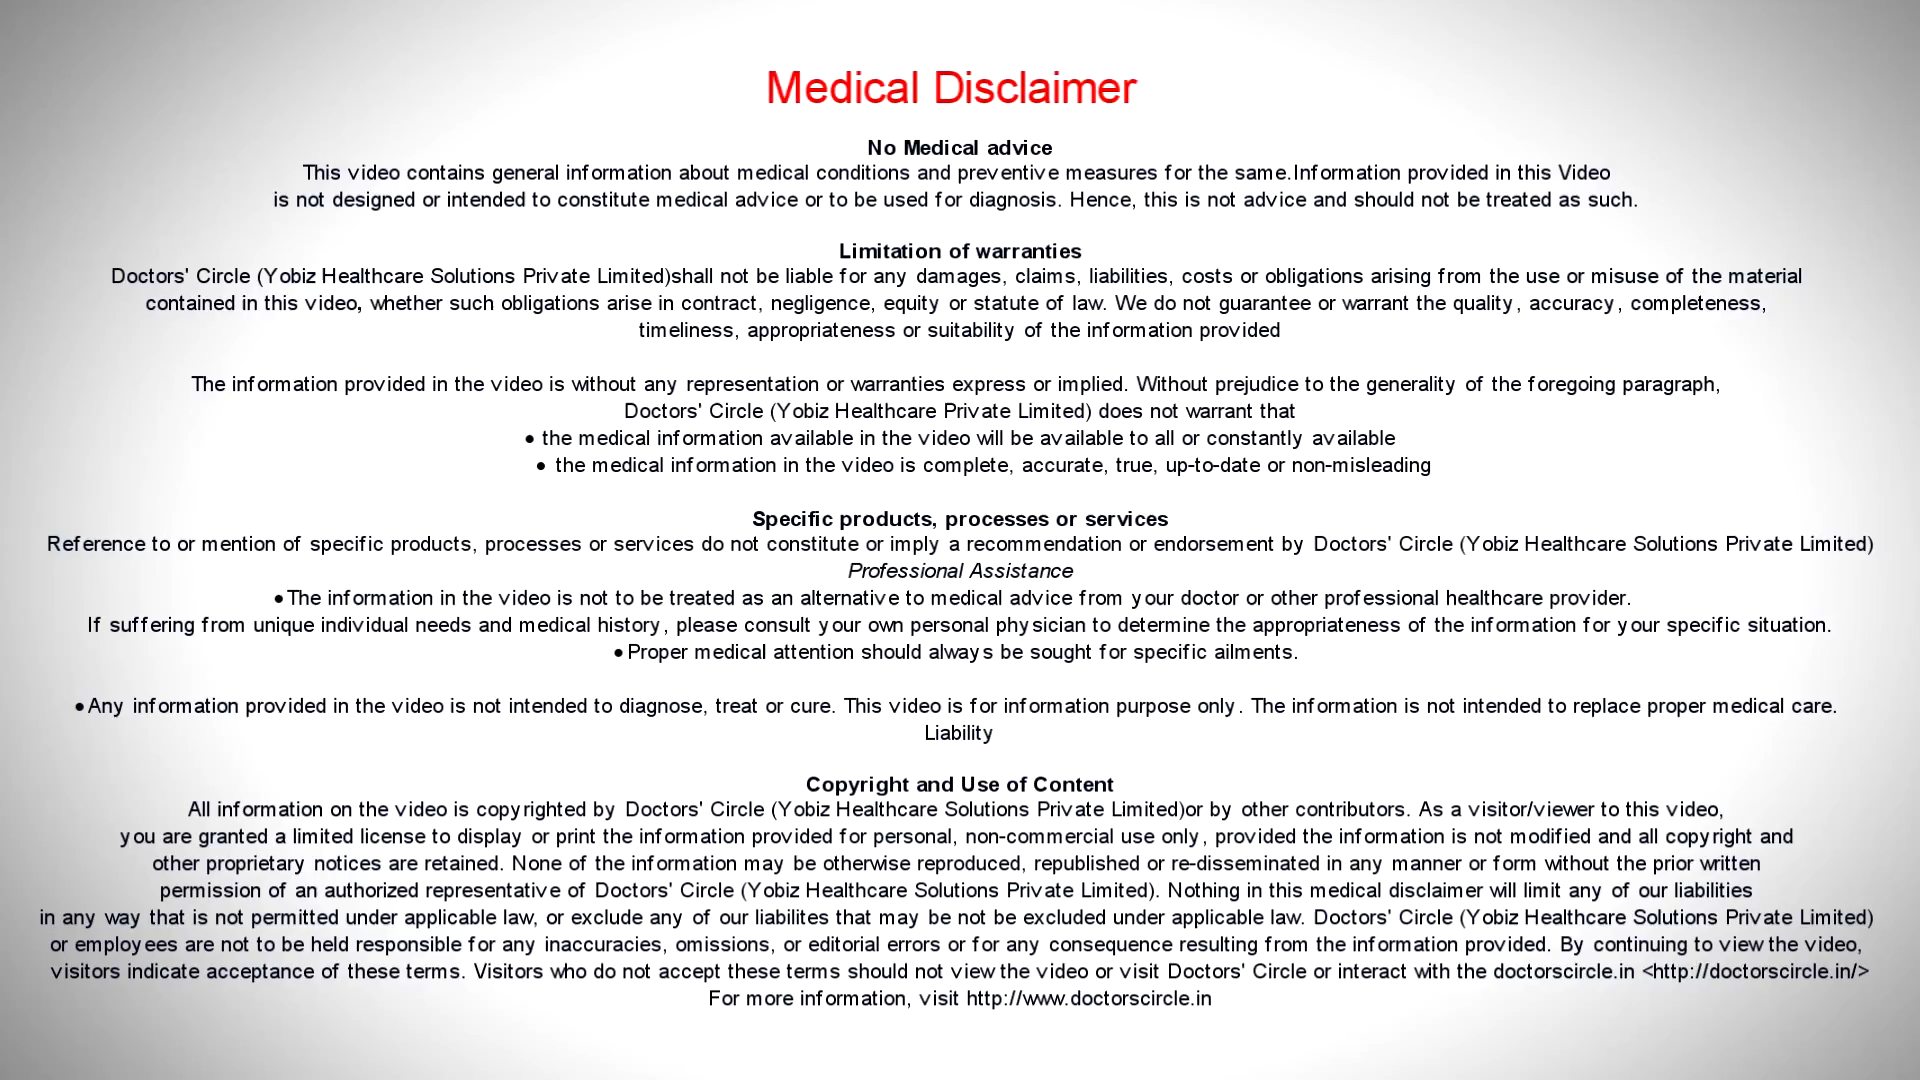 Medical Disclaimer
No Medical advice
This video contains general information about medical conditions and preventive measures for the same.Information provided in this Video
is not designed or intended to constitute medical advice or to be used for diagnosis. Hence, this is not advice and should not be treated as such.
Limitation of warranties
Doctors' Circle (Yobiz Healthcare Solutions Private Limited)shall not be liable for any damages, claims, liabilities, costs or obligations arising from the use or misuse of the material
contained in this video, whether such obligations arise in contract, negligence, equity or statute of law. We do not guarantee or warrant the quality, accuracy, completeness,
timeliness, appropriateness or suitability of the information provided
The information provided in the video is without any representation or warranties express or implied. Without prejudice to the generality of the foregoing paragraph,
Doctors' Circle (Yobiz Healthcare Private Limited) does not warrant that
• the medical information available in the video will be available to all or constantly available
• the medical information in the video is complete, accurate, true, up-to-date or non-misleading
Specific products, processes or services
Reference to or mention of specific products, processes or services do not constitute or imply a recommendation or endorsement by Doctors' Circle (Yobiz Healthcare Solutions Private Limited)
Professional Assistance
•The information in the video is not to be treated as an alternative to medical advice from your doctor or other professional healthcare provider.
If suffering from unique individual needs and medical history, please consult your own personal physician to determine the appropriateness of the information for your specific situation.
•Proper medical attention should always be sought for specific ailments.
•Any information provided in the video is not intended to diagnose, treat or cure. This video is for information purpose only. The information is not intended to replace proper medical care.
Liability
Copyright and Use of Content
All information on the video is copyrighted by Doctors' Circle (Yobiz Healthcare Solutions Private Limited)or by other contributors. As a visitor/viewer to this video,
you are granted a limited license to display or print the information provided for personal, non-commercial use only, provided the information is not modified and all copyright and
other proprietary notices are retained. None of the information may be otherwise reproduced, republished or re-disseminated in any manner or form without the prior written
permission of an authorized representative of Doctors' Circle (Yobiz Healthcare Solutions Private Limited). Nothing in this medical disclaimer will limit any of our liabilities
in any way that is not permitted under applicable law, or exclude any of our liabilites that may be not be excluded under applicable law. Doctors' Circle (Yobiz Healthcare Solutions Private Limited)
or employees are not to be held responsible for any inaccuracies, omissions, or editorial errors or for any consequence resulting from the information provided. By continuing to view the video,
visitors indicate acceptance of these terms. Visitors who do not accept these terms should not view the video or visit Doctors' Circle or interact with the doctorscircle.in <http://doctorscircle.in/>
For more information, visit http://www.doctorscircle.in